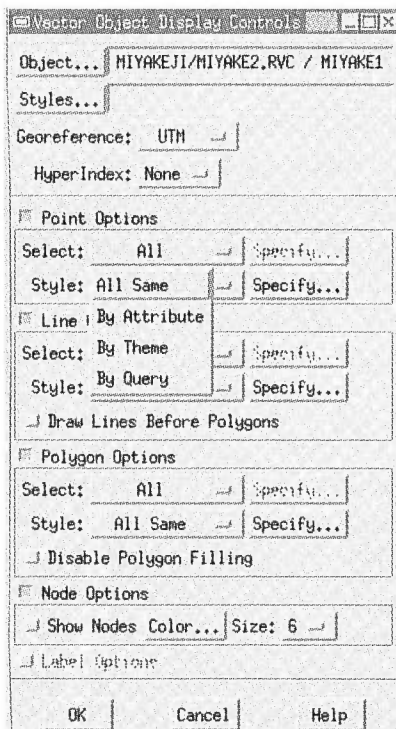 Vector Object Display Controls
Object... MIYAKEJI/MIYAKE2.RVC / MIYAKE1
Styles...
Georeference: UTM
HyperIndex: None
Point Options
Select: All Specify...
Style: All Same Specify...
By Attribute
Line
By Theme
Select: Specify...
By Query
Style: Specify...
Draw Lines Before Polygons
Polygon Options
Select: All Specify...
Style: All Same Specify...
Disable Polygon Filling
Node Options
Show Nodes Color... Size: 6
Label Options
OK Cancel Help